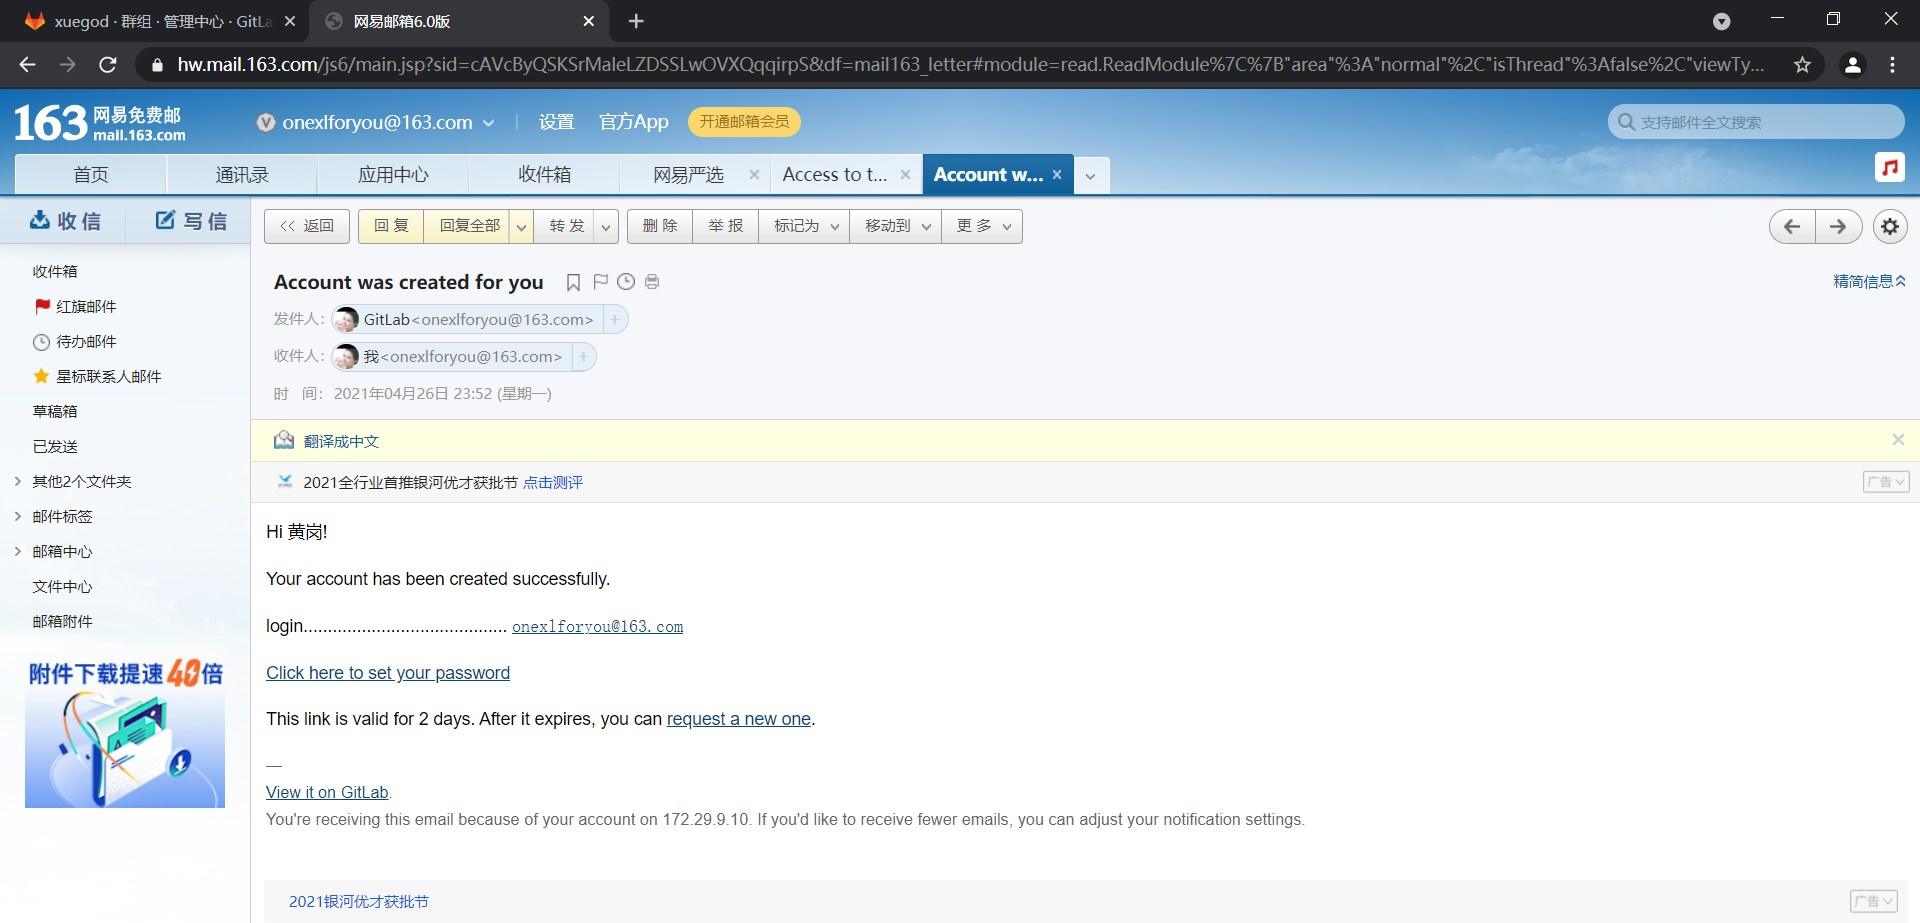 xuegod · 群组 · 管理中心 · GitLa
网易邮箱6.0版
hw.mail.163.com/js6/main.jsp?sid=cAVcByQSKSrMaleLZDSSLwOVXQqqirpS&df=mail163_letter#module=read.ReadModule%7C%7B"area"%3A"normal"%2C"isThread"%3Afalse%2C"viewTy...
163 网易免费邮
mail.163.com
onexlforyou@163.com
设置 官方App 开通邮箱会员
支持邮件全文搜索
首页 通讯录 应用中心 收件箱 网易严选 Access to t... Account w...
收信 写信
<< 返回 回复 回复全部 转发 删除 举报 标记为 移动到 更多
收件箱
红旗邮件
待办邮件
星标联系人邮件
草稿箱
已发送
其他2个文件夹
邮件标签
邮箱中心
文件中心
邮箱附件
附件下载提速40倍
Account was created for you
精简信息
发件人: GitLab<onexlforyou@163.com> +
收件人: 我<onexlforyou@163.com> +
时 间: 2021年04月26日 23:52 (星期一)
翻译成中文
2021全行业首推银河优才获批节 点击测评
广告
Hi 黄岗!
Your account has been created successfully.
login.......................................... onexlforyou@163.com
Click here to set your password
This link is valid for 2 days. After it expires, you can request a new one.
—
View it on GitLab.
You're receiving this email because of your account on 172.29.9.10. If you'd like to receive fewer emails, you can adjust your notification settings.
2021银河优才获批节
广告